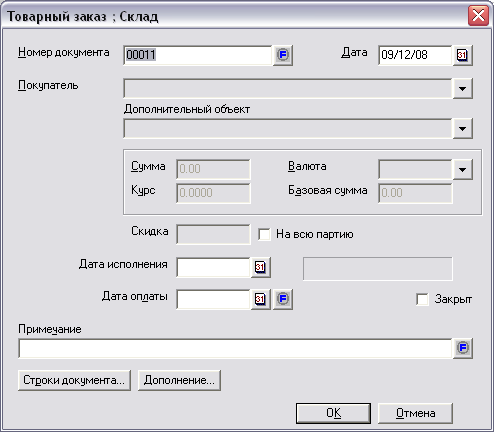 Товарный заказ ; Склад
Номер документа 00011 F Дата 09/12/08 31
Покупатель
Дополнительный объект
Сумма 0.00 Валюта
Курс 0.0000 Базовая сумма 0.00
Скидка На всю партию
Дата исполнения 31
Дата оплаты 31 F Закрыт
Примечание
F
Строки документа... Дополнение...
OK Отмена